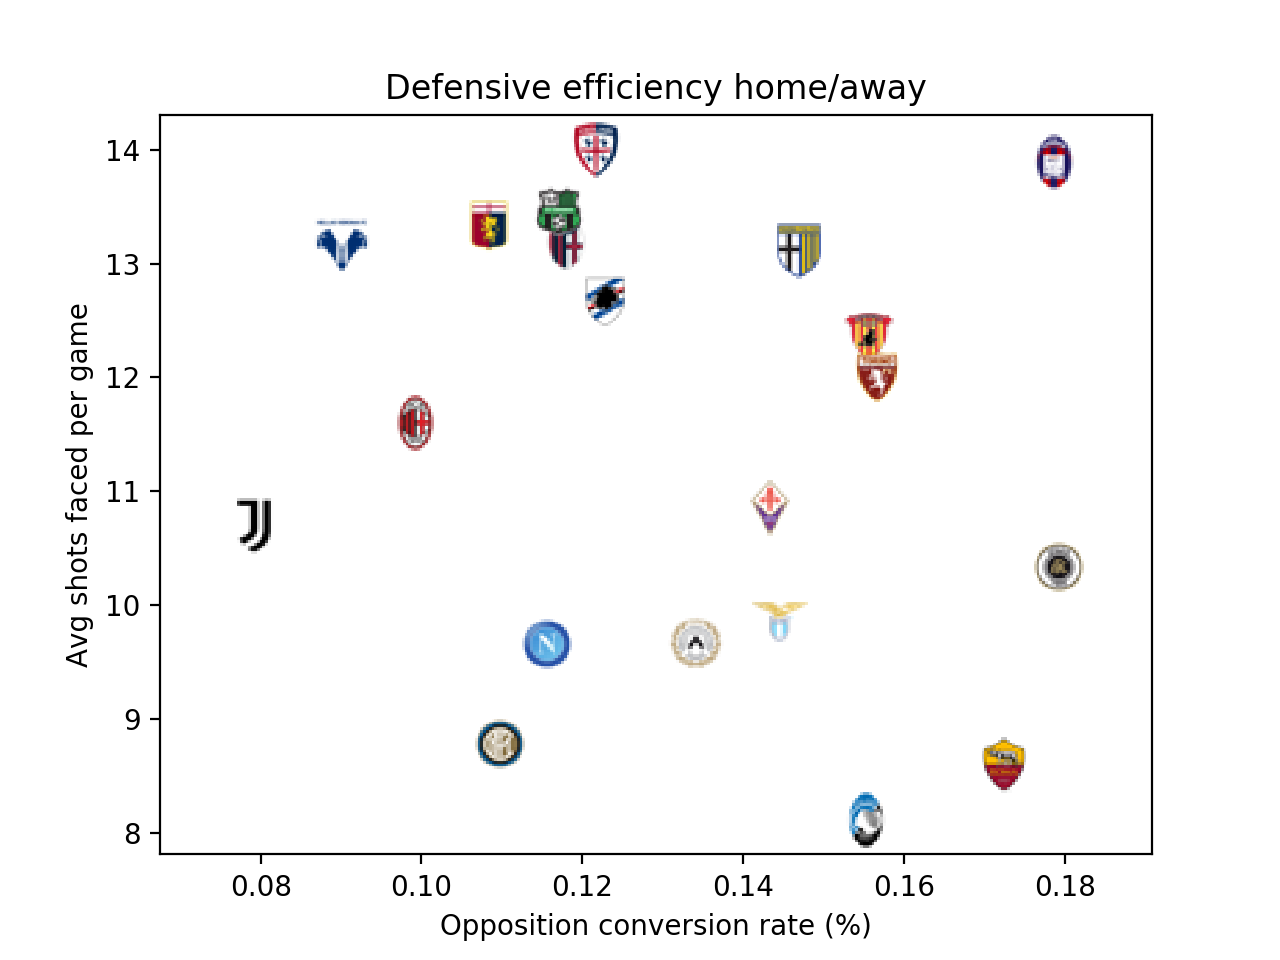 Defensive efficiency home/away
Avg shots faced per game
14
13
12
11
10
9
8
0.08 0.10 0.12 0.14 0.16 0.18
Opposition conversion rate (%)